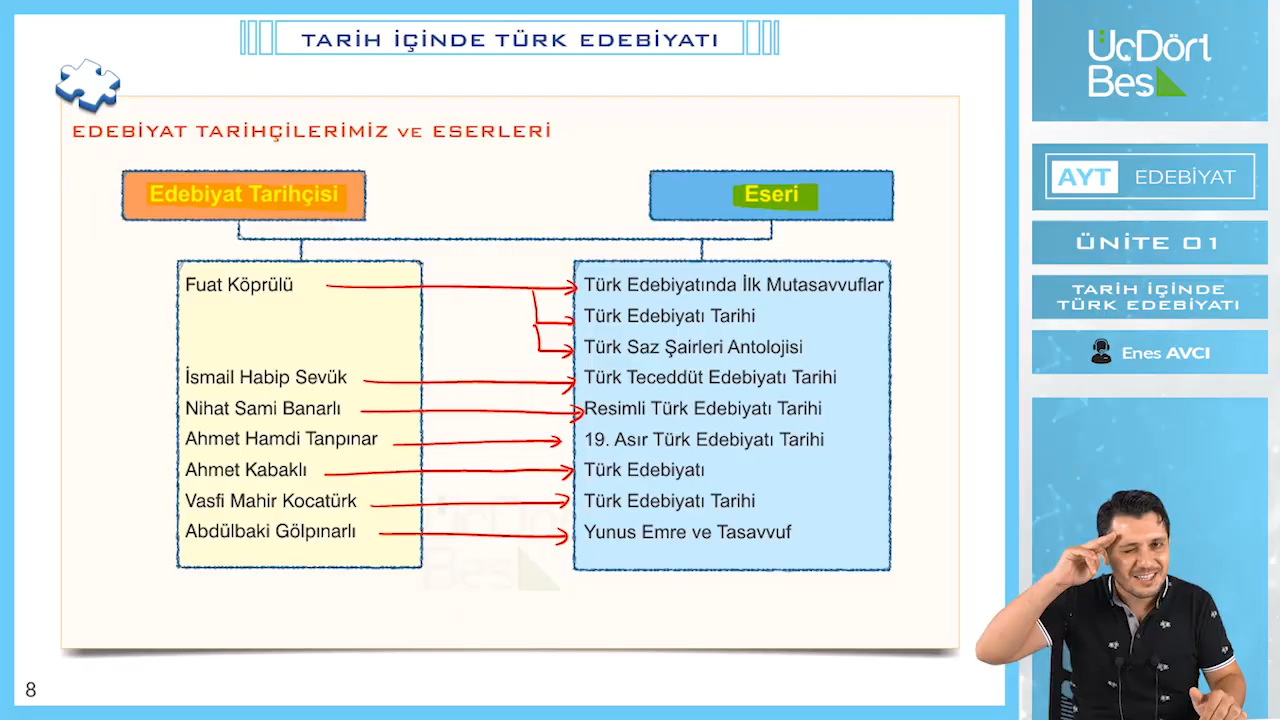 TARİH İÇİNDE TÜRK EDEBİYATI
EDEBİYAT TARİHÇİLERİMİZ VE ESERLERİ
Edebiyat Tarihçisi
Eseri
Fuat Köprülü
Türk Edebiyatında İlk Mutasavvuflar
Türk Edebiyatı Tarihi
Türk Saz Şairleri Antolojisi
İsmail Habip Sevük
Türk Teceddüt Edebiyatı Tarihi
Nihat Sami Banarlı
Resimli Türk Edebiyatı Tarihi
Ahmet Hamdi Tanpınar
19. Asır Türk Edebiyatı Tarihi
Ahmet Kabaklı
Türk Edebiyatı
Vasfi Mahir Kocatürk
Türk Edebiyatı Tarihi
Abdülbaki Gölpınarlı
Yunus Emre ve Tasavvuf
ÜçDört
Beş
8
ÜçDört
Beş
AYT EDEBİYAT
ÜNİTE 01
TARİH İÇİNDE
TÜRK EDEBİYATI
Enes AVCI